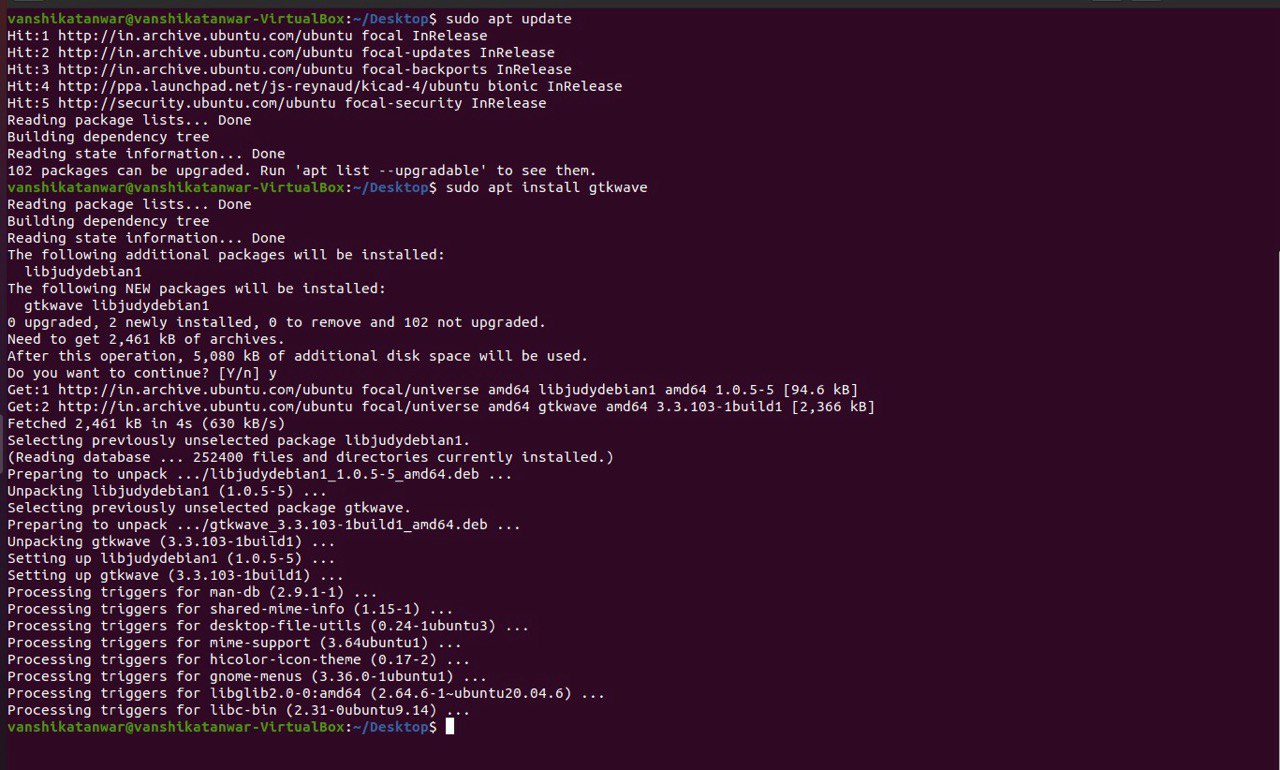 vanshikatanwar@vanshikatanwar-VirtualBox:~/Desktop$ sudo apt update
Hit:1 http://in.archive.ubuntu.com/ubuntu focal InRelease
Hit:2 http://in.archive.ubuntu.com/ubuntu focal-updates InRelease
Hit:3 http://in.archive.ubuntu.com/ubuntu focal-backports InRelease
Hit:4 http://ppa.launchpad.net/js-reynaud/kicad-4/ubuntu bionic InRelease
Hit:5 http://security.ubuntu.com/ubuntu focal-security InRelease
Reading package lists... Done
Building dependency tree
Reading state information... Done
102 packages can be upgraded. Run 'apt list --upgradable' to see them.
vanshikatanwar@vanshikatanwar-VirtualBox:~/Desktop$ sudo apt install gtkwave
Reading package lists... Done
Building dependency tree
Reading state information... Done
The following additional packages will be installed:
  libjudydebian1
The following NEW packages will be installed:
  gtkwave libjudydebian1
0 upgraded, 2 newly installed, 0 to remove and 102 not upgraded.
Need to get 2,461 kB of archives.
After this operation, 5,080 kB of additional disk space will be used.
Do you want to continue? [Y/n] y
Get:1 http://in.archive.ubuntu.com/ubuntu focal/universe amd64 libjudydebian1 amd64 1.0.5-5 [94.6 kB]
Get:2 http://in.archive.ubuntu.com/ubuntu focal/universe amd64 gtkwave amd64 3.3.103-1build1 [2,366 kB]
Fetched 2,461 kB in 4s (630 kB/s)
Selecting previously unselected package libjudydebian1.
(Reading database ... 252400 files and directories currently installed.)
Preparing to unpack .../libjudydebian1_1.0.5-5_amd64.deb ...
Unpacking libjudydebian1 (1.0.5-5) ...
Selecting previously unselected package gtkwave.
Preparing to unpack .../gtkwave_3.3.103-1build1_amd64.deb ...
Unpacking gtkwave (3.3.103-1build1) ...
Setting up libjudydebian1 (1.0.5-5) ...
Setting up gtkwave (3.3.103-1build1) ...
Processing triggers for man-db (2.9.1-1) ...
Processing triggers for shared-mime-info (1.15-1) ...
Processing triggers for desktop-file-utils (0.24-1ubuntu3) ...
Processing triggers for mime-support (3.64ubuntu1) ...
Processing triggers for hicolor-icon-theme (0.17-2) ...
Processing triggers for gnome-menus (3.36.0-1ubuntu1) ...
Processing triggers for libglib2.0-0:amd64 (2.64.6-1~ubuntu20.04.6) ...
Processing triggers for libc-bin (2.31-0ubuntu9.14) ...
vanshikatanwar@vanshikatanwar-VirtualBox:~/Desktop$